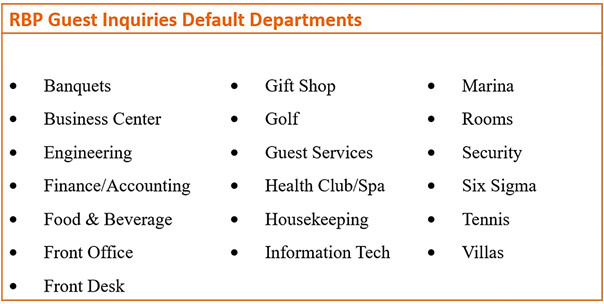 RBP Guest Inquiries Default Departments
• Banquets
• Business Center
• Engineering
• Finance/Accounting
• Food & Beverage
• Front Office
• Front Desk
• Gift Shop
• Golf
• Guest Services
• Health Club/Spa
• Housekeeping
• Information Tech
• Marina
• Rooms
• Security
• Six Sigma
• Tennis
• Villas